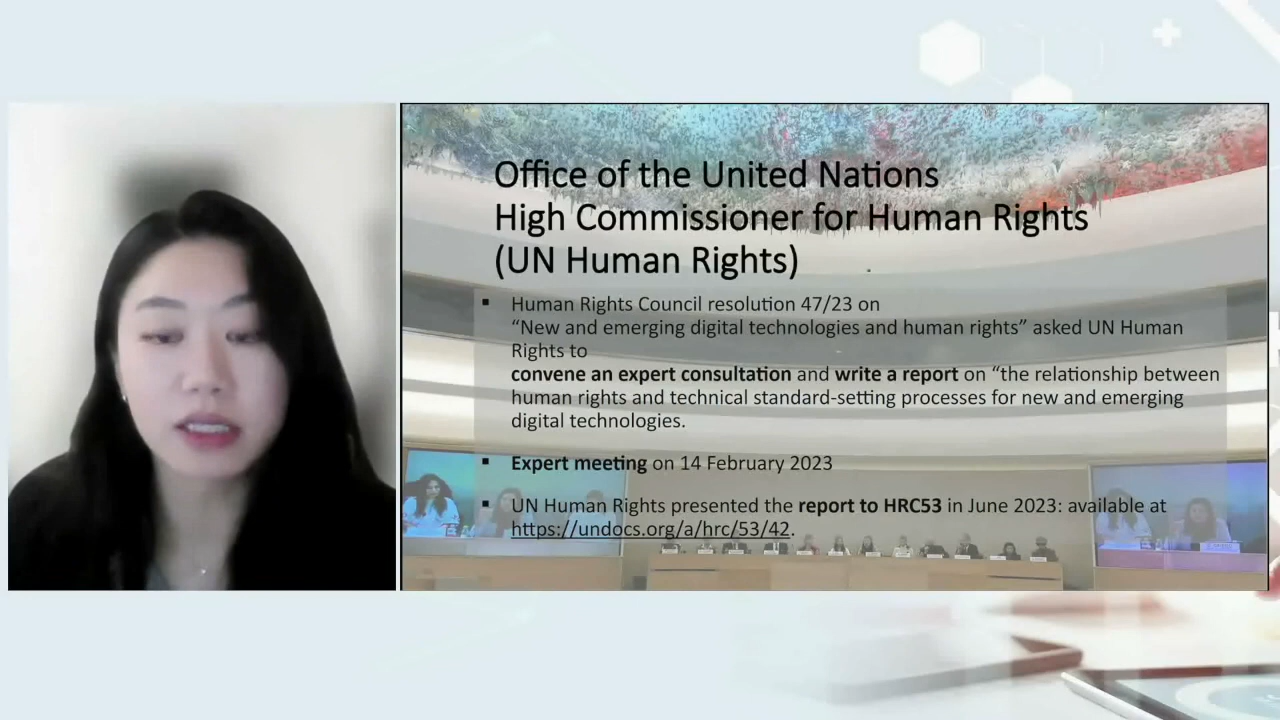 Office of the United Nations
High Commissioner for Human Rights
(UN Human Rights)
▪ Human Rights Council resolution 47/23 on
“New and emerging digital technologies and human rights” asked UN Human
Rights to
convene an expert consultation and write a report on “the relationship between
human rights and technical standard-setting processes for new and emerging
digital technologies.
▪ Expert meeting on 14 February 2023
▪ UN Human Rights presented the report to HRC53 in June 2023: available at
https://undocs.org/a/hrc/53/42.